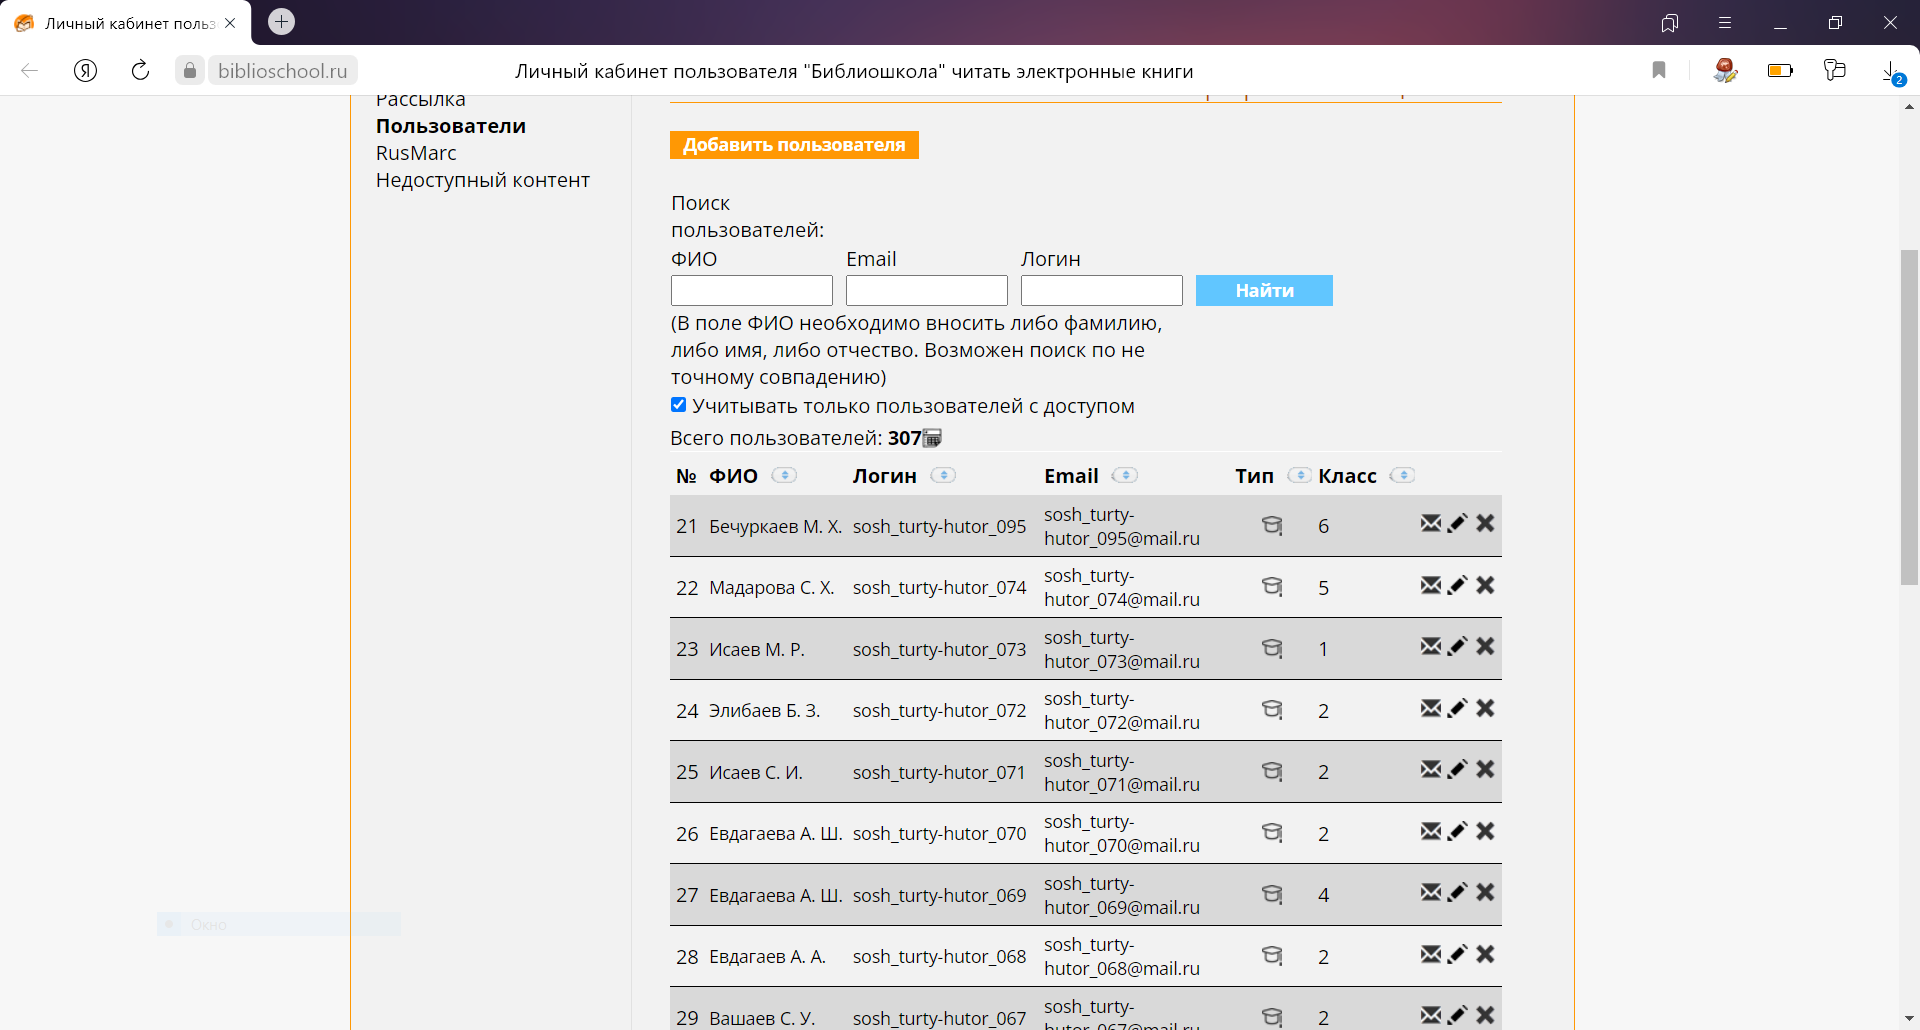 Личный кабинет польз
biblioschool.ru
Личный кабинет пользователя "Библиошкола" читать электронные книги
2
Рассылка
Пользователи
RusMarc
Недоступный контент
Добавить пользователя
Поиск
пользователей:
ФИО Email Логин
Найти
(В поле ФИО необходимо вносить либо фамилию,
либо имя, либо отчество. Возможен поиск по не
точному совпадению)
Учитывать только пользователей с доступом
Всего пользователей: 307
№ ФИО Логин Email Тип Класс
21 Бечуркаев М. Х. sosh_turty-hutor_095 sosh_turty-
hutor_095@mail.ru 6
22 Мадарова С. Х. sosh_turty-hutor_074 sosh_turty-
hutor_074@mail.ru 5
23 Исаев М. Р. sosh_turty-hutor_073 sosh_turty-
hutor_073@mail.ru 1
24 Элибаев Б. З. sosh_turty-hutor_072 sosh_turty-
hutor_072@mail.ru 2
25 Исаев С. И. sosh_turty-hutor_071 sosh_turty-
hutor_071@mail.ru 2
26 Евдагаева А. Ш. sosh_turty-hutor_070 sosh_turty-
hutor_070@mail.ru 2
27 Евдагаева А. Ш. sosh_turty-hutor_069 sosh_turty-
hutor_069@mail.ru 4
28 Евдагаев А. А. sosh_turty-hutor_068 sosh_turty-
hutor_068@mail.ru 2
29 Вашаев С. У. sosh_turty-hutor_067 sosh_turty-
hutor_067@mail.ru 2
Окно